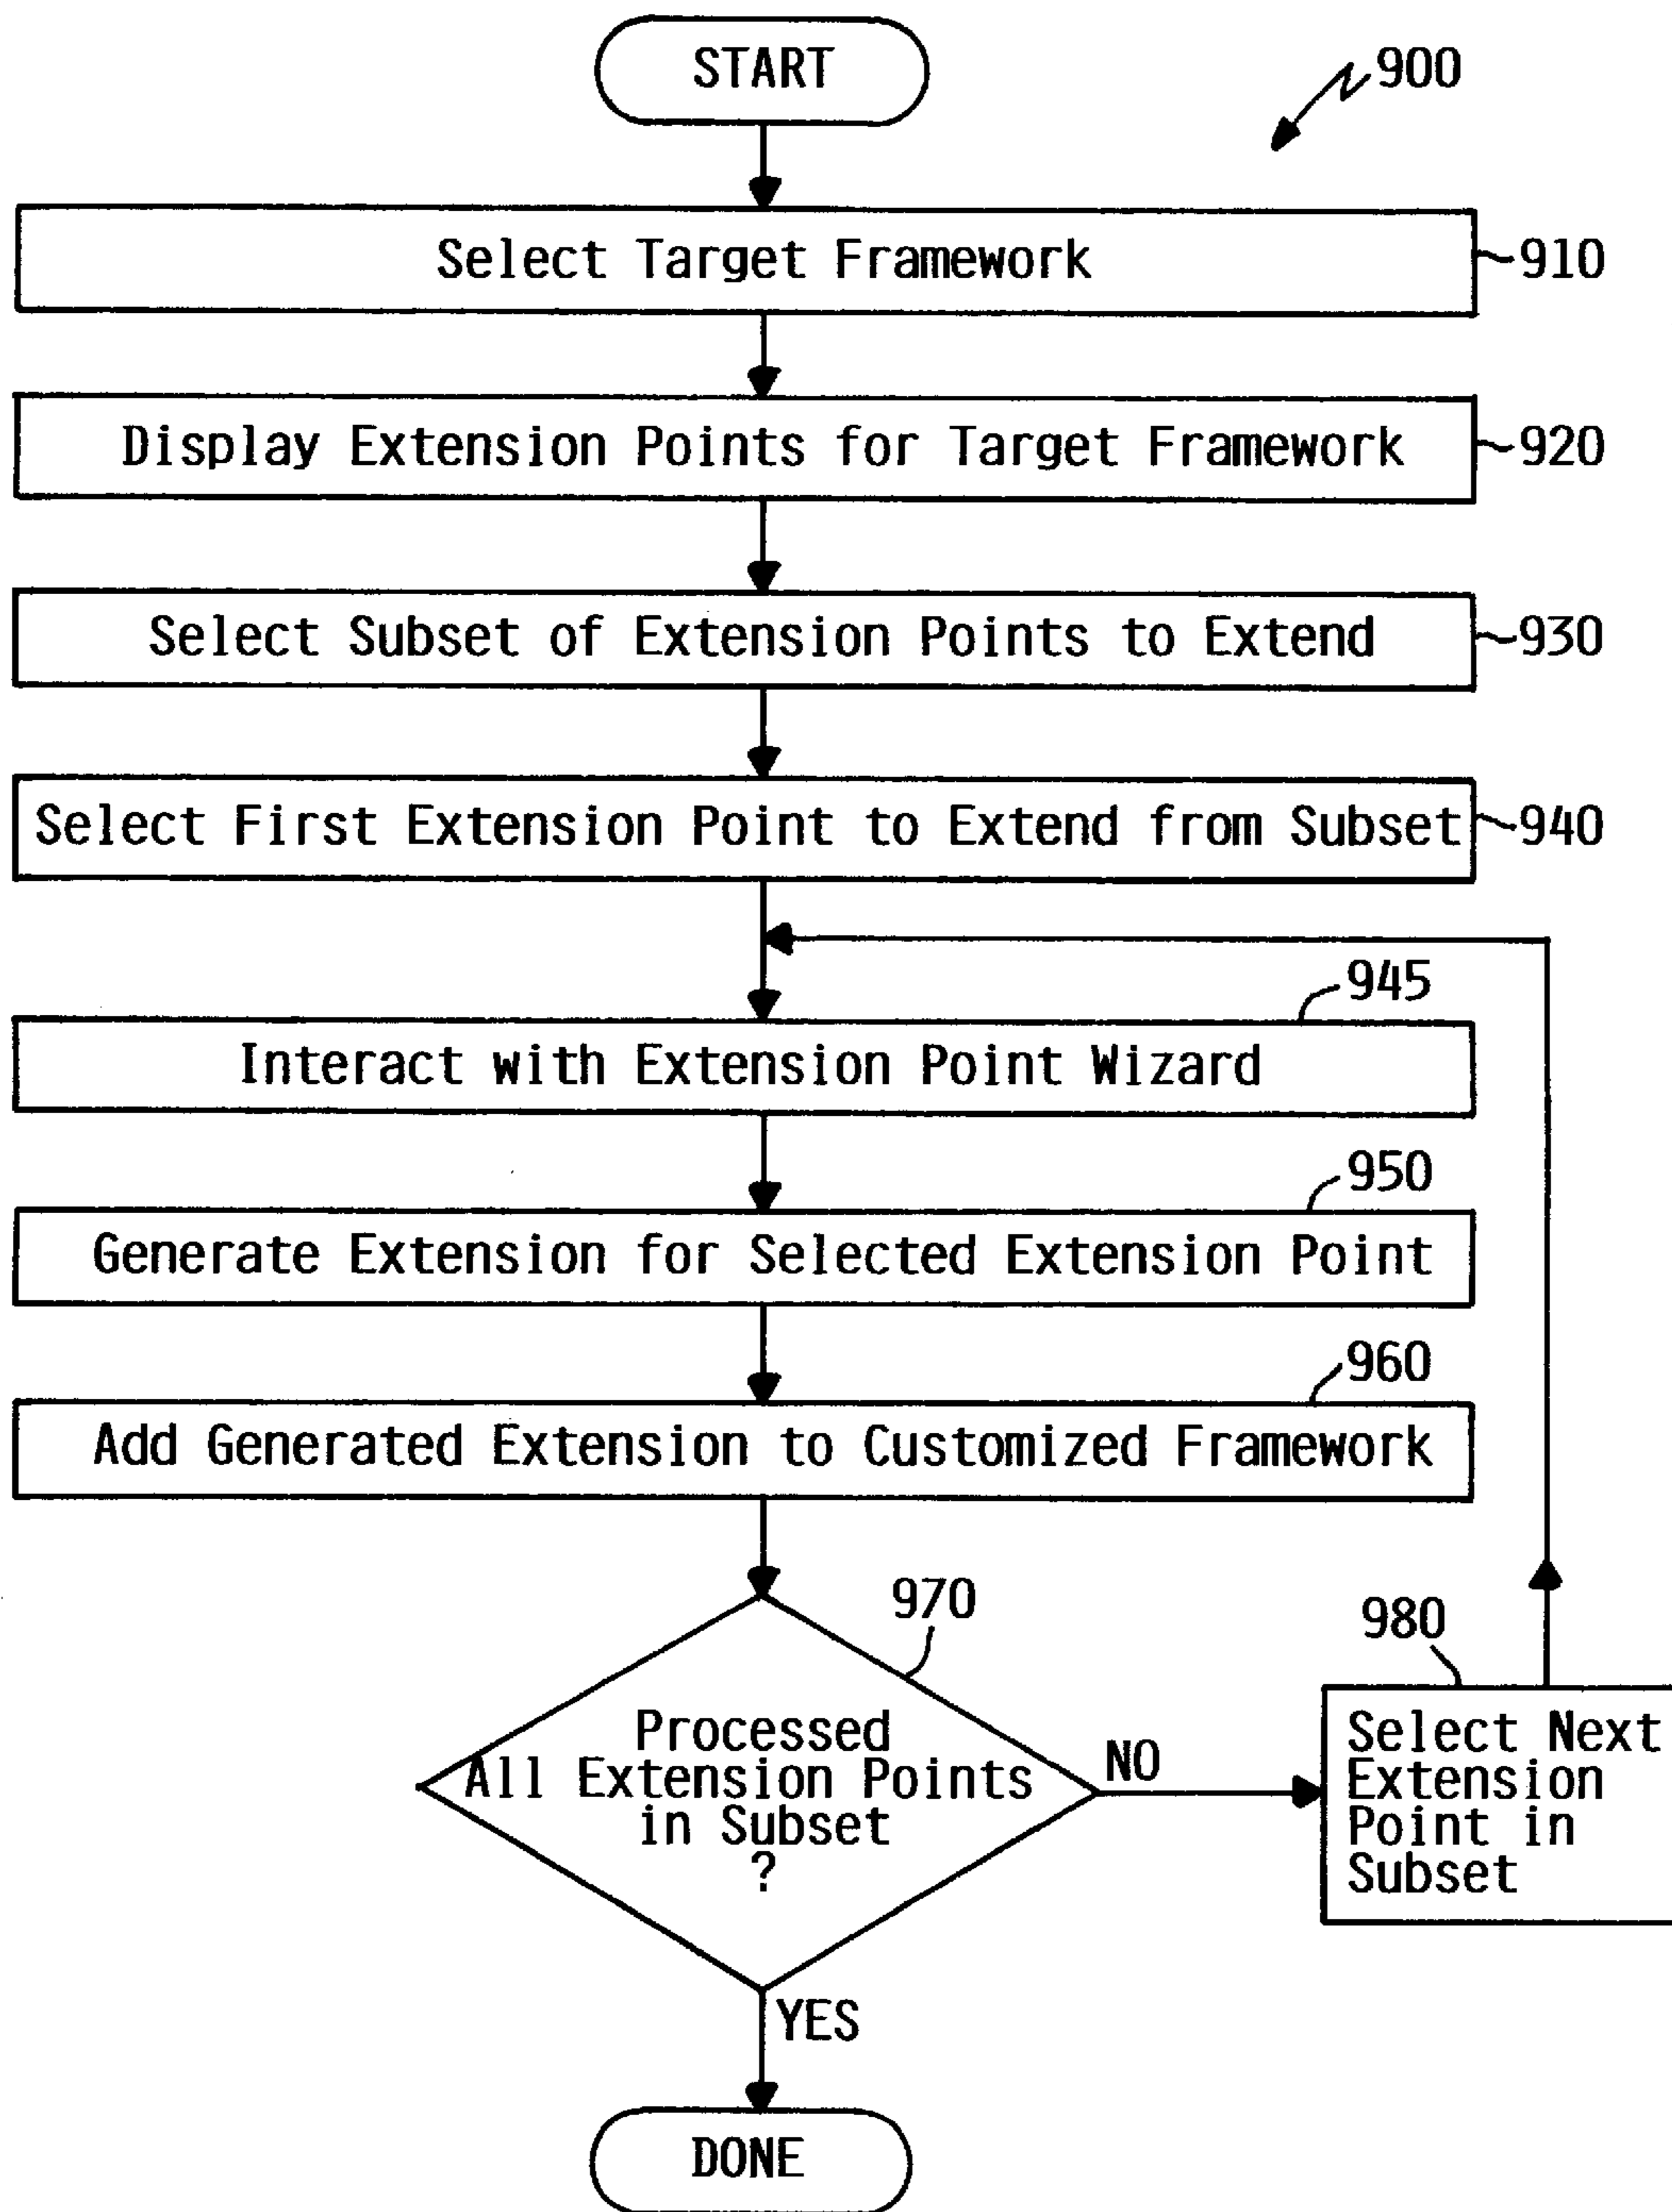 START
900
Select Target Framework
910
Display Extension Points for Target Framework
920
Select Subset of Extension Points to Extend
930
Select First Extension Point to Extend from Subset
940
945
Interact with Extension Point Wizard
950
Generate Extension for Selected Extension Point
960
Add Generated Extension to Customized Framework
970
Processed
All Extension Points
in Subset
?
NO
980
Select Next
Extension
Point in
Subset
YES
DONE